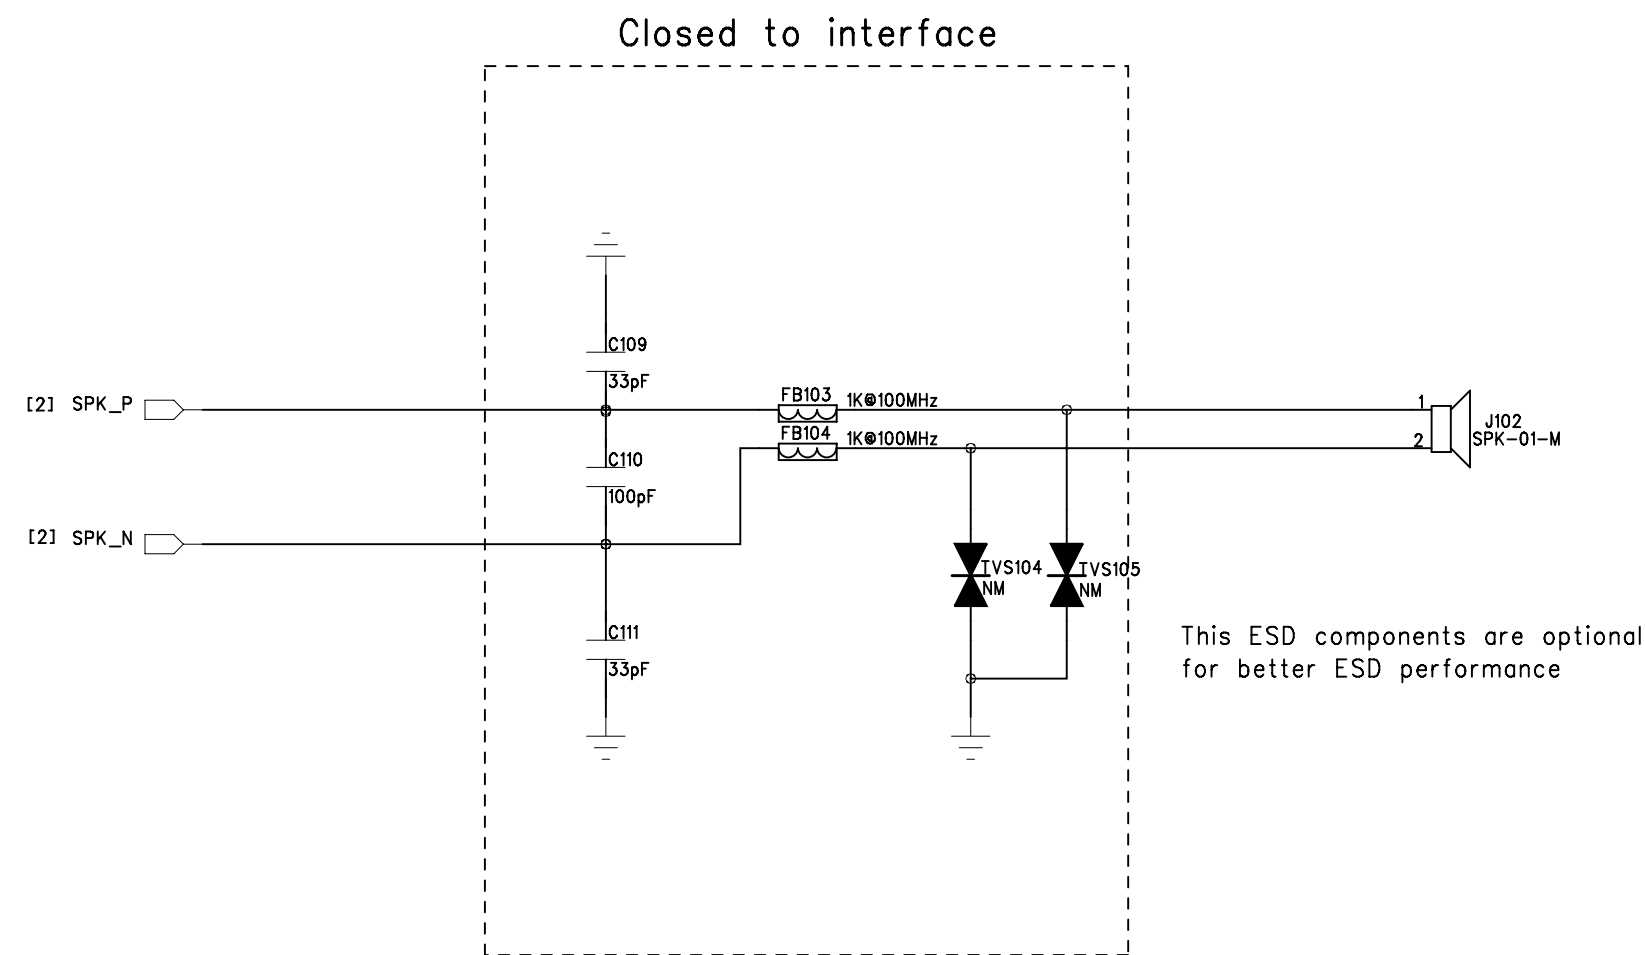 Closed to interface
C109
33pF
[2] SPK_P
FB103 1K@100MHz
1
FB104 1K@100MHz
2
J102
SPK-01-M
C110
100pF
[2] SPK_N
TVS104
NM
TVS105
NM
C111
33pF
This ESD components are optional
for better ESD performance